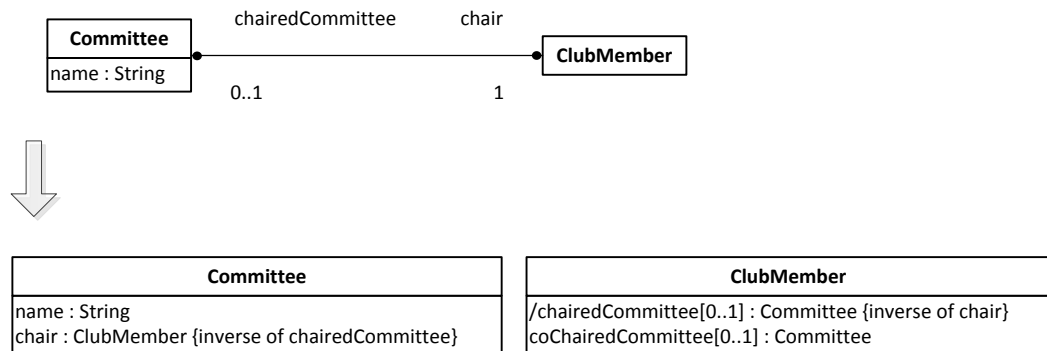 chairedCommittee chair
Committee
name : String
ClubMember
0..1 1
Committee
name : String
chair : ClubMember {inverse of chairedCommittee}
ClubMember
/chairedCommittee[0..1] : Committee {inverse of chair}
coChairedCommittee[0..1] : Committee